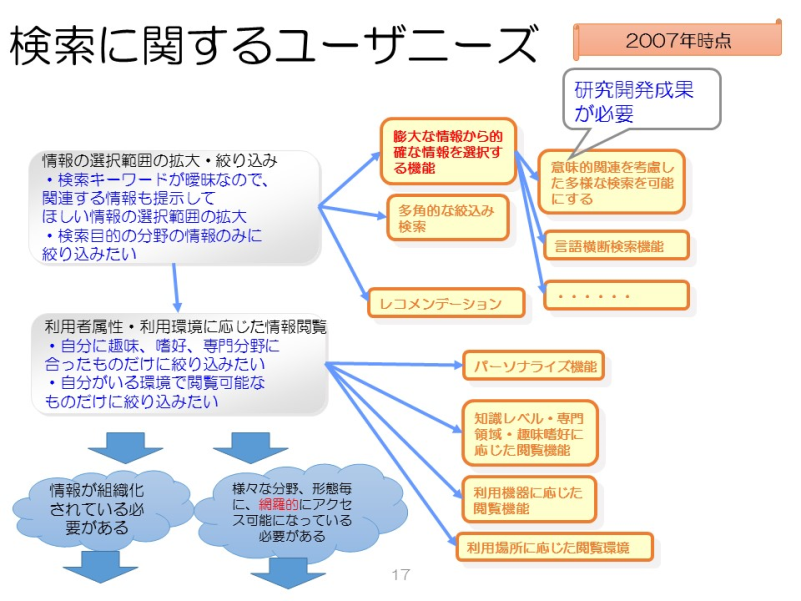 検索に関するユーザニーズ
2007年時点
研究開発成果
が必要
情報の選択範囲の拡大・絞り込み
・検索キーワードが曖昧なので、
関連する情報も提示して
ほしい情報の選択範囲の拡大
・検索目的の分野の情報のみに
絞り込みたい
膨大な情報から的
確な情報を選択す
る機能
多角的な絞込み
検索
レコメンデーション
意味的関連を考慮し
た多様な検索を可能
にする
言語横断検索機能
・・・・・・
利用者属性・利用環境に応じた情報閲覧
・自分に趣味、嗜好、専門分野に
合ったものだけに絞り込みたい
・自分がいる環境で閲覧可能な
ものだけに絞り込みたい
パーソナライズ機能
知識レベル・専門
領域・趣味嗜好に
応じた閲覧機能
利用機器に応じた
閲覧機能
利用場所に応じた閲覧環境
情報が組織化
されている必
要がある
様々な分野、形態毎
に、網羅的にアクセ
ス可能になっている
必要がある
17